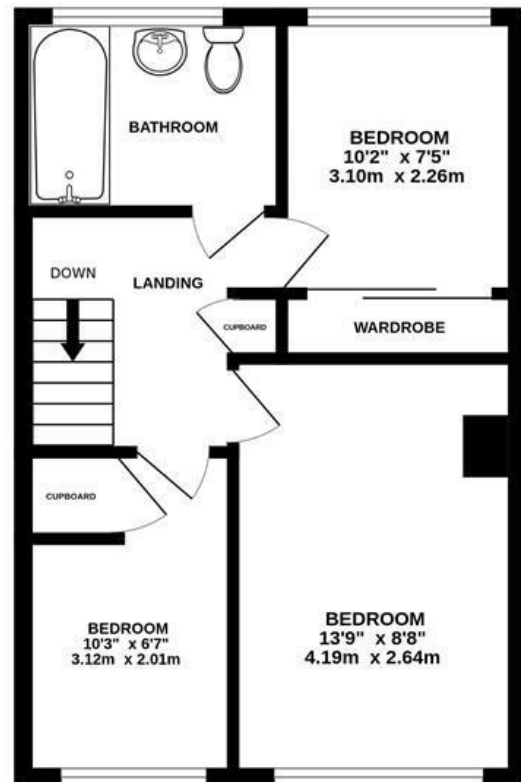 BATHROOM
BEDROOM
10'2" x 7'5"
3.10m x 2.26m
DOWN
LANDING
CUPBOARD
WARDROBE
CUPBOARD
BEDROOM
10'3" x 6'7"
3.12m x 2.01m
BEDROOM
13'9" x 8'8"
4.19m x 2.64m